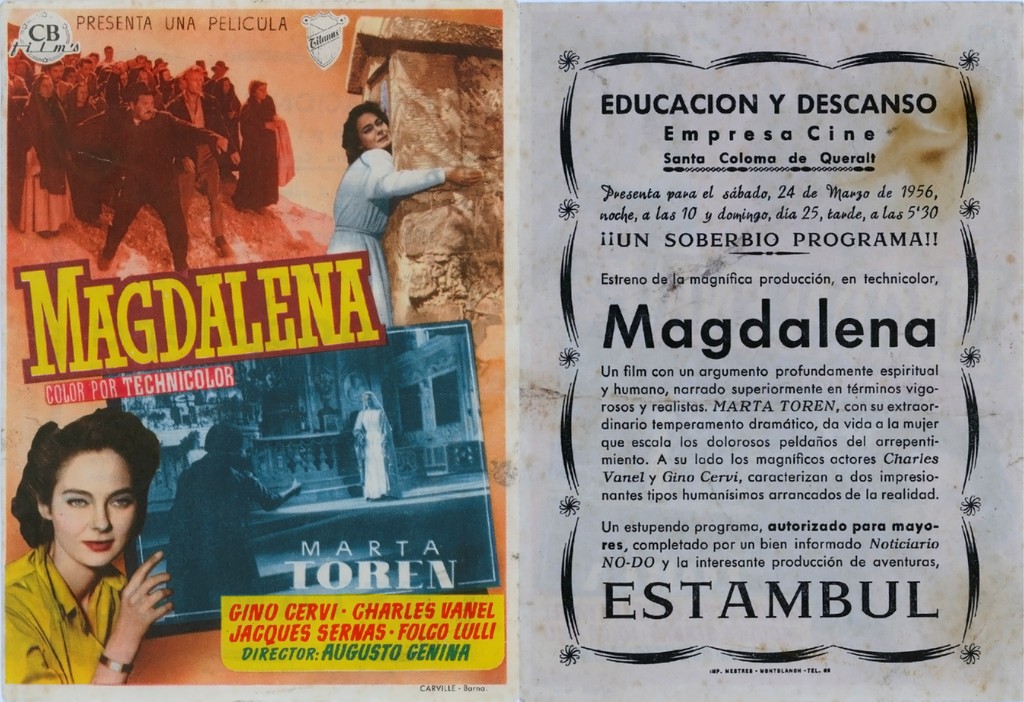 CB
films
PRESENTA UNA PELICULA
Titanus
MAGDALENA
COLOR POR TECHNICOLOR
MARTA
TOREN
GINO CERVI · CHARLES VANEL
JACQUES SERNAS · FOLCO LULLI
DIRECTOR: AUGUSTO GENINA
CARVILLE - Barna.
EDUCACION Y DESCANSO
Empresa Cine
Santa Coloma de Queralt
Presenta para el sábado, 24 de Marzo de 1956,
noche, a las 10 y domingo, dia 25, tarde, a las 5'30
¡¡UN SOBERBIO PROGRAMA!!
Estreno de la magnífica producción, en technicolor,
Magdalena
Un film con un argumento profundamente espiritual
y humano, narrado superiormente en términos vigo-
rosos y realistas. MARTA TOREN, con su extraor-
dinario temperamento dramático, da vida a la mujer
que escala los dolorosos peldaños del arrepenti-
miento. A su lado los magníficos actores Charles
Vanel y Gino Cervi, caracterizan a dos impresio-
nantes tipos humanísimos arrancados de la realidad.
Un estupendo programa, autorizado para mayo-
res, completado por un bien informado Noticiario
NO-DO y la interesante producción de aventuras,
ESTAMBUL
IMP. MESTRES - MONTBLANCH - TEL.